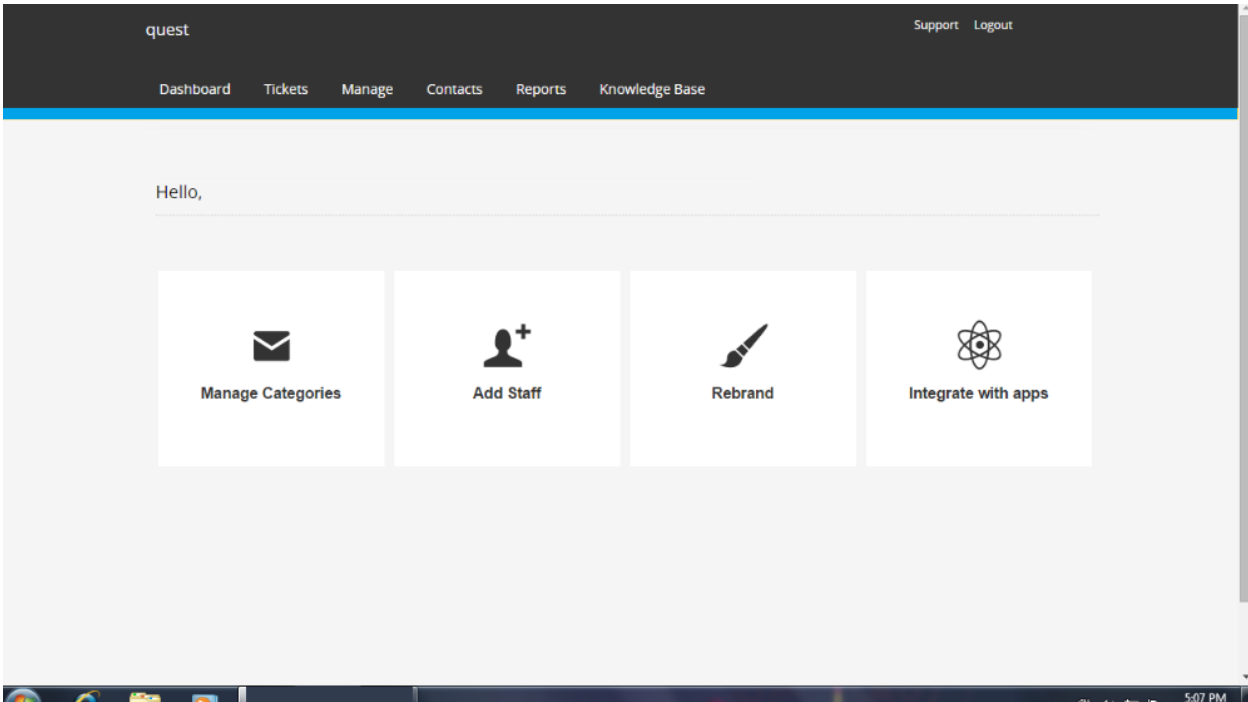 quest
Support Logout
Dashboard Tickets Manage Contacts Reports Knowledge Base
Hello,
Manage Categories Add Staff Rebrand Integrate with apps
5:07 PM